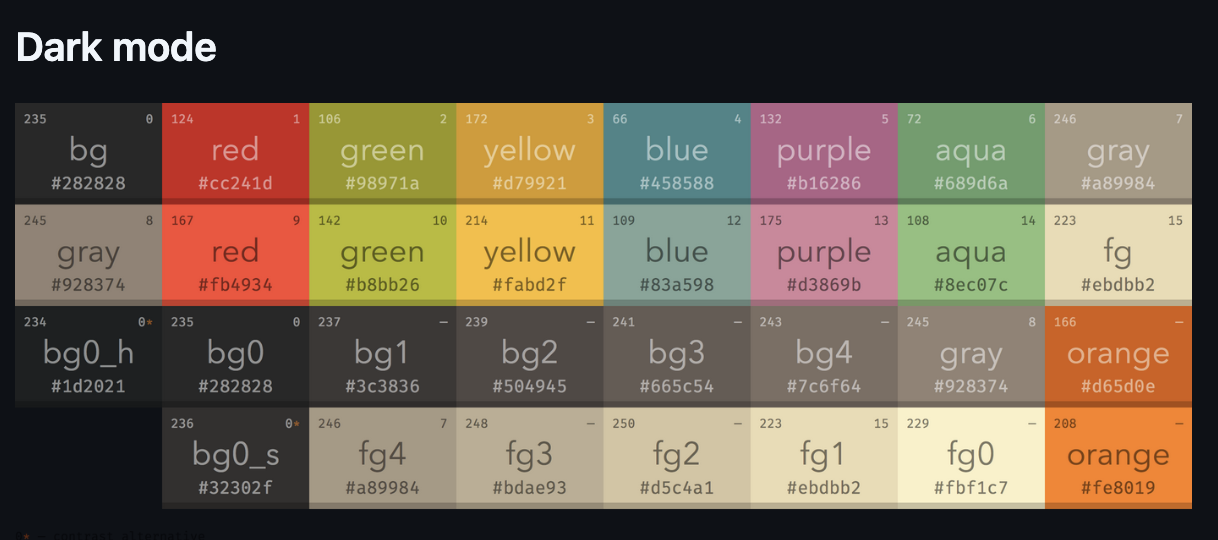 Dark mode
235 0 124 1 106 2 172 3 66 4 132 5 72 6 246 7
bg red green yellow blue purple aqua gray
#282828 #cc241d #98971a #d79921 #458588 #b16286 #689d6a #a89984
245 8 167 9 142 10 214 11 109 12 175 13 108 14 223 15
gray red green yellow blue purple aqua fg
#928374 #fb4934 #b8bb26 #fabd2f #83a598 #d3869b #8ec07c #ebdbb2
234 0* 235 0 237 − 239 − 241 − 243 − 245 8 166 −
bg0_h bg0 bg1 bg2 bg3 bg4 gray orange
#1d2021 #282828 #3c3836 #504945 #665c54 #7c6f64 #928374 #d65d0e
236 0* 246 7 248 − 250 − 223 15 229 − 208 −
bg0_s fg4 fg3 fg2 fg1 fg0 orange
#32302f #a89984 #bdae93 #d5c4a1 #ebdbb2 #fbf1c7 #fe8019